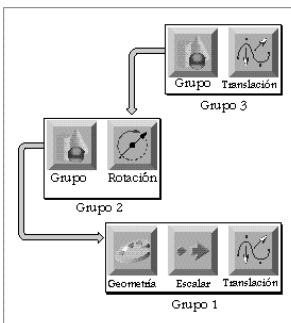 Grupo Translación
Grupo 3
Grupo Rotación
Grupo 2
Geometría Escalar Translación
Grupo 1